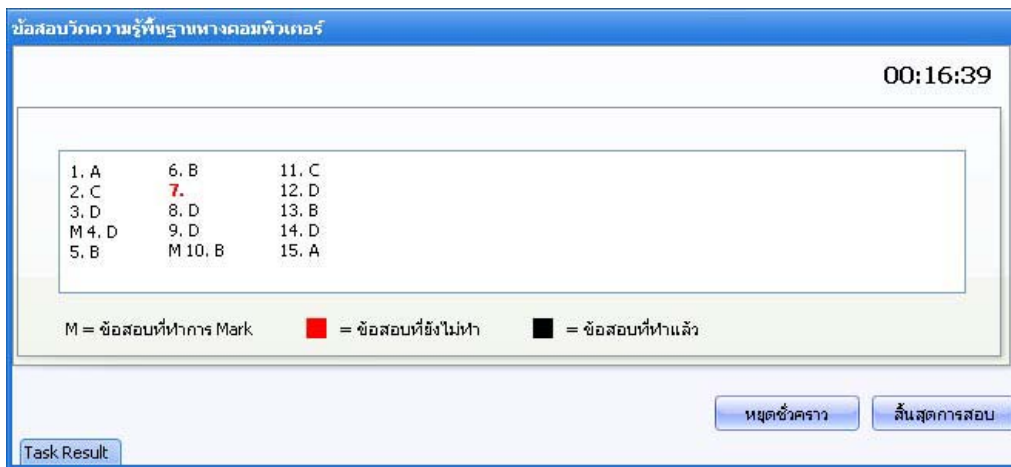 ข้อสอบวัดความรู้พื้นฐานทางคอมพิวเตอร์
00:16:39
1. A 6. B 11. C
2. C 7. 12. D
3. D 8. D 13. B
M 4. D 9. D 14. D
5. B M 10. B 15. A
M = ข้อสอบที่ทำการ Mark = ข้อสอบที่ยังไม่ทำ = ข้อสอบที่ทำแล้ว
หยุดชั่วคราว สิ้นสุดการสอบ
Task Result